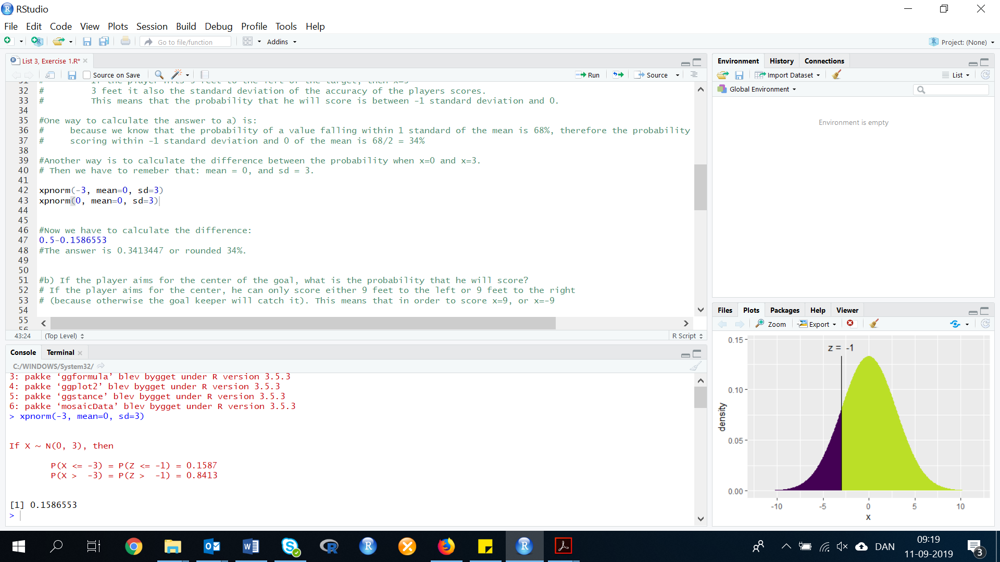 RStudio
File Edit Code View Plots Session Build Debug Profile Tools Help
Go to file/function Addins Project: (None)
List 3, Exercise 1.R*
Source on Save Run Source
32 # 3 feet it also the standard deviation of the accuracy of the players scores.
33 # This means that the probability that he will score is between -1 standard deviation and 0.
34
35 #One way to calculate the answer to a) is:
36 # because we know that the probability of a value falling within 1 standard of the mean is 68%, therefore the probability
37 # scoring within -1 standard deviation and 0 of the mean is 68/2 = 34%
38
39 #Another way is to calculate the difference between the probability when x=0 and x=3.
40 # Then we have to remeber that: mean = 0, and sd = 3.
41
42 xpnorm(-3, mean=0, sd=3)
43 xpnorm(0, mean=0, sd=3)
44
45
46 #Now we have to calculate the difference:
47 0.5-0.1586553
48 #The answer is 0.3413447 or rounded 34%.
49
50
51 #b) If the player aims for the center of the goal, what is the probability that he will score?
52 # If the player aims for the center, he can only score either 9 feet to the left or 9 feet to the right
53 # (because otherwise the goal keeper will catch it). This means that in order to score x=9, or x=-9
54
55
43:24 (Top Level) R Script
Console Terminal
C:/WINDOWS/System32/
3: pakke ‘ggformula’ blev bygget under R version 3.5.3
4: pakke ‘ggplot2’ blev bygget under R version 3.5.3
5: pakke ‘ggstance’ blev bygget under R version 3.5.3
6: pakke ‘mosaicData’ blev bygget under R version 3.5.3
> xpnorm(-3, mean=0, sd=3)
If X ~ N(0, 3), then
P(X <= -3) = P(Z <= -1) = 0.1587
P(X > -3) = P(Z > -1) = 0.8413
[1] 0.1586553
>
Environment History Connections
Import Dataset List
Global Environment
Environment is empty
Files Plots Packages Help Viewer
Zoom Export
z = -1
0.15
0.10
0.05
0.00
density
-10 -5 0 5 10
x
DAN
09:19
11-09-2019
3